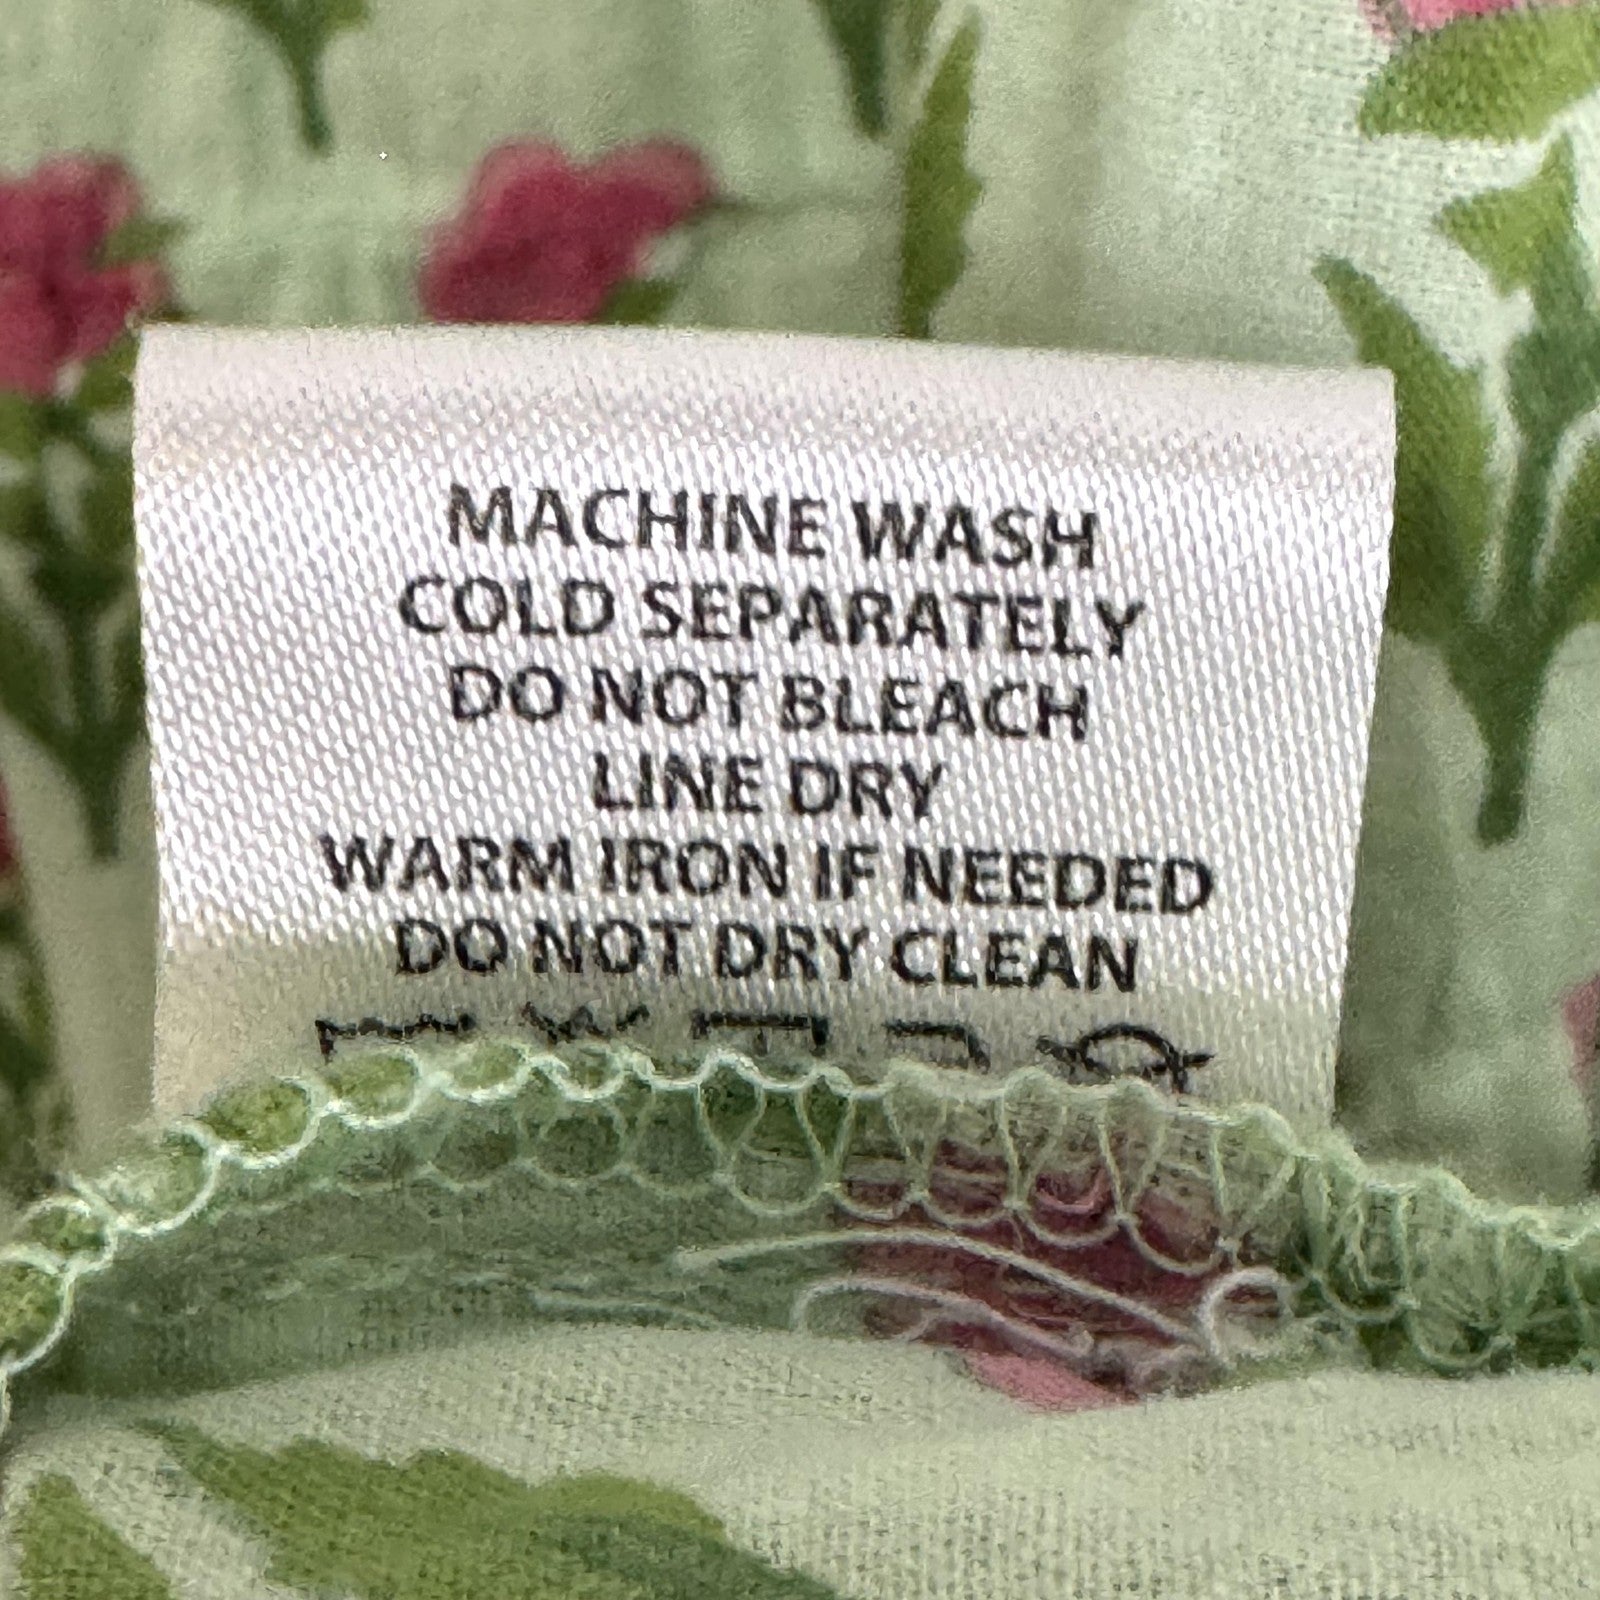 MACHINE WASH
COLD SEPARATELY
DO NOT BLEACH
LINE DRY
WARM IRON IF NEEDED
DO NOT DRY CLEAN